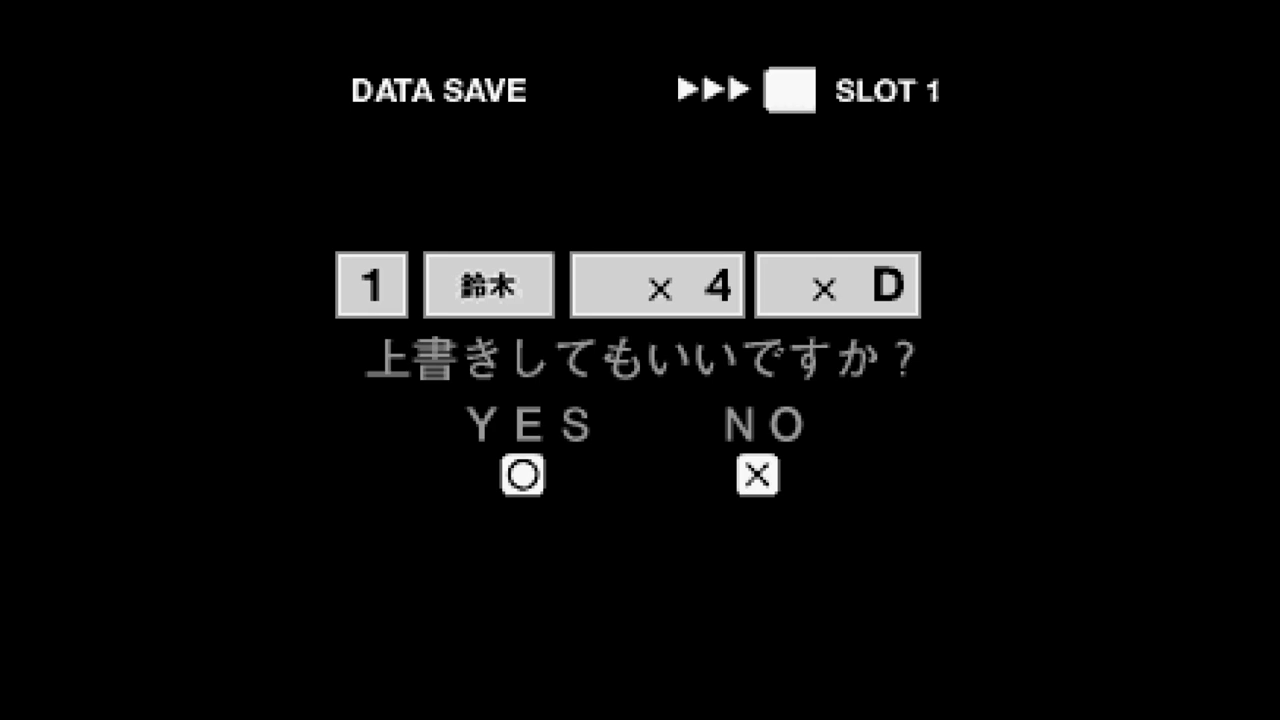 DATA SAVE ▶▶▶ SLOT 1
1 鈴木 × 4 × D
上書きしてもいいですか？
YES NO
○ ×